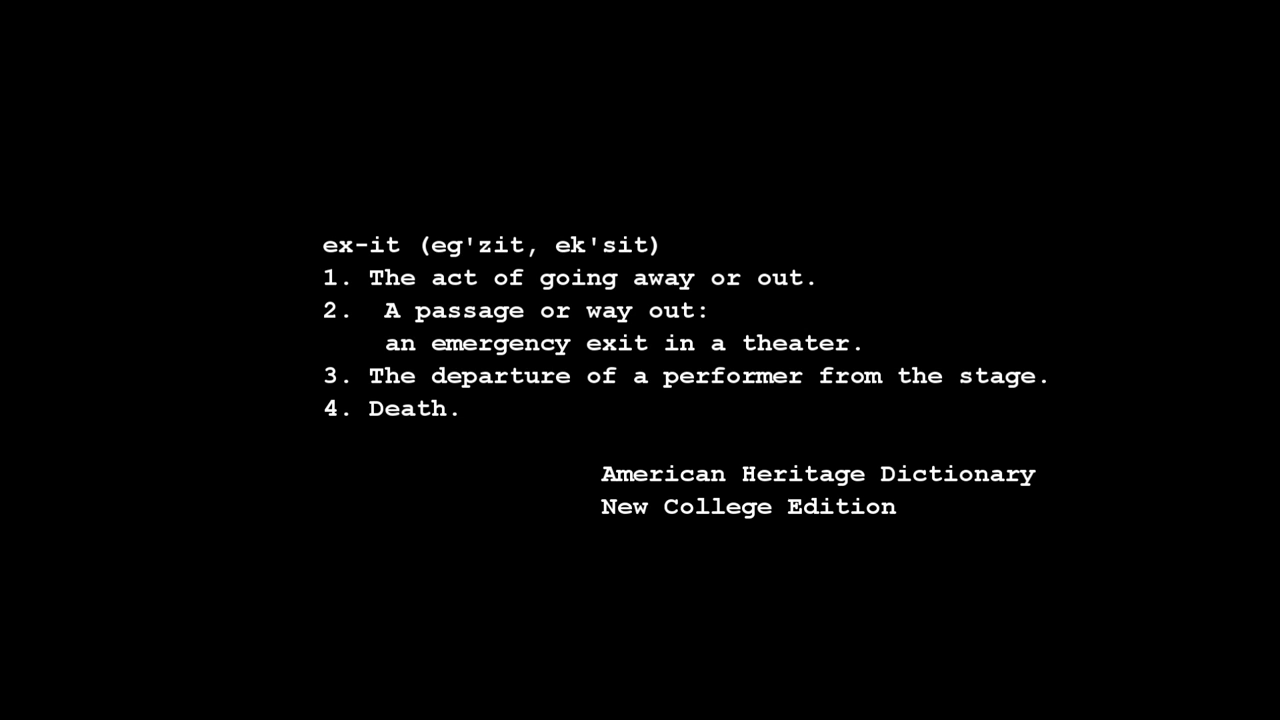 ex-it (eg'zit, ek'sit)
1. The act of going away or out.
2.  A passage or way out:
    an emergency exit in a theater.
3. The departure of a performer from the stage.
4. Death.
American Heritage Dictionary
New College Edition